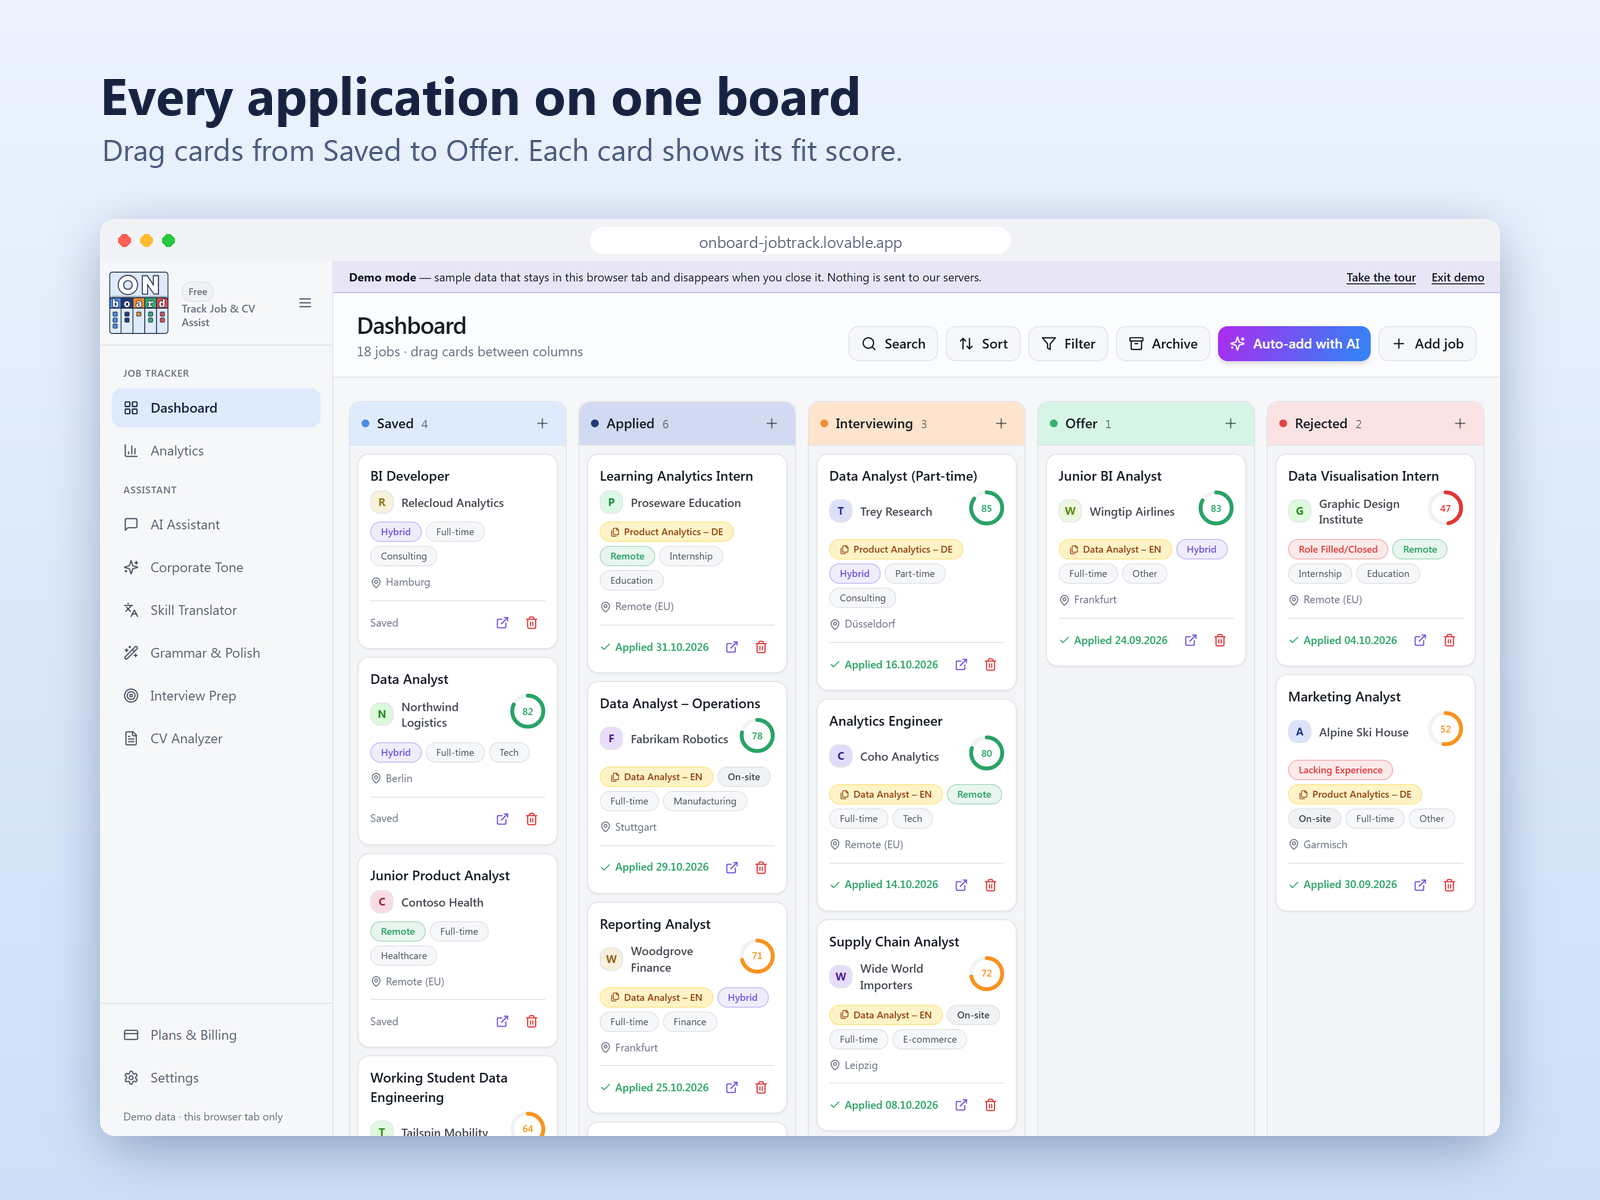 Every application on one board
Drag cards from Saved to Offer. Each card shows its fit score.
onboard-jobtrack.lovable.app
ON
board
Free
Track Job & CV
Assist
JOB TRACKER
Dashboard
Analytics
ASSISTANT
AI Assistant
Corporate Tone
Skill Translator
Grammar & Polish
Interview Prep
CV Analyzer
Plans & Billing
Settings
Demo data · this browser tab only
Demo mode — sample data that stays in this browser tab and disappears when you close it. Nothing is sent to our servers.
Take the tour
Exit demo
Dashboard
18 jobs · drag cards between columns
Search
Sort
Filter
Archive
Auto-add with AI
Add job
Saved 4
BI Developer
R Relecloud Analytics
Hybrid Full-time
Consulting
Hamburg
Saved
Data Analyst
N Northwind
Logistics
82
Hybrid Full-time Tech
Berlin
Saved
Junior Product Analyst
C Contoso Health
Remote Full-time
Healthcare
Remote (EU)
Saved
Working Student Data
Engineering
T Tailspin Mobility
64
Applied 6
Learning Analytics Intern
P Proseware Education
Product Analytics – DE
Remote Internship
Education
Remote (EU)
Applied 31.10.2026
Data Analyst – Operations
F Fabrikam Robotics
78
Data Analyst – EN On-site
Full-time Manufacturing
Stuttgart
Applied 29.10.2026
Reporting Analyst
W Woodgrove
Finance
71
Data Analyst – EN Hybrid
Full-time Finance
Frankfurt
Applied 25.10.2026
Interviewing 3
Data Analyst (Part-time)
T Trey Research
85
Product Analytics – DE
Hybrid Part-time
Consulting
Düsseldorf
Applied 16.10.2026
Analytics Engineer
C Coho Analytics
80
Data Analyst – EN Remote
Full-time Tech
Remote (EU)
Applied 14.10.2026
Supply Chain Analyst
W Wide World
Importers
72
Data Analyst – EN On-site
Full-time E-commerce
Leipzig
Applied 08.10.2026
Offer 1
Junior BI Analyst
W Wingtip Airlines
83
Data Analyst – EN Hybrid
Full-time Other
Frankfurt
Applied 24.09.2026
Rejected 2
Data Visualisation Intern
G Graphic Design
Institute
47
Role Filled/Closed Remote
Internship Education
Remote (EU)
Applied 04.10.2026
Marketing Analyst
A Alpine Ski House
52
Lacking Experience
Product Analytics – DE
On-site Full-time Other
Garmisch
Applied 30.09.2026